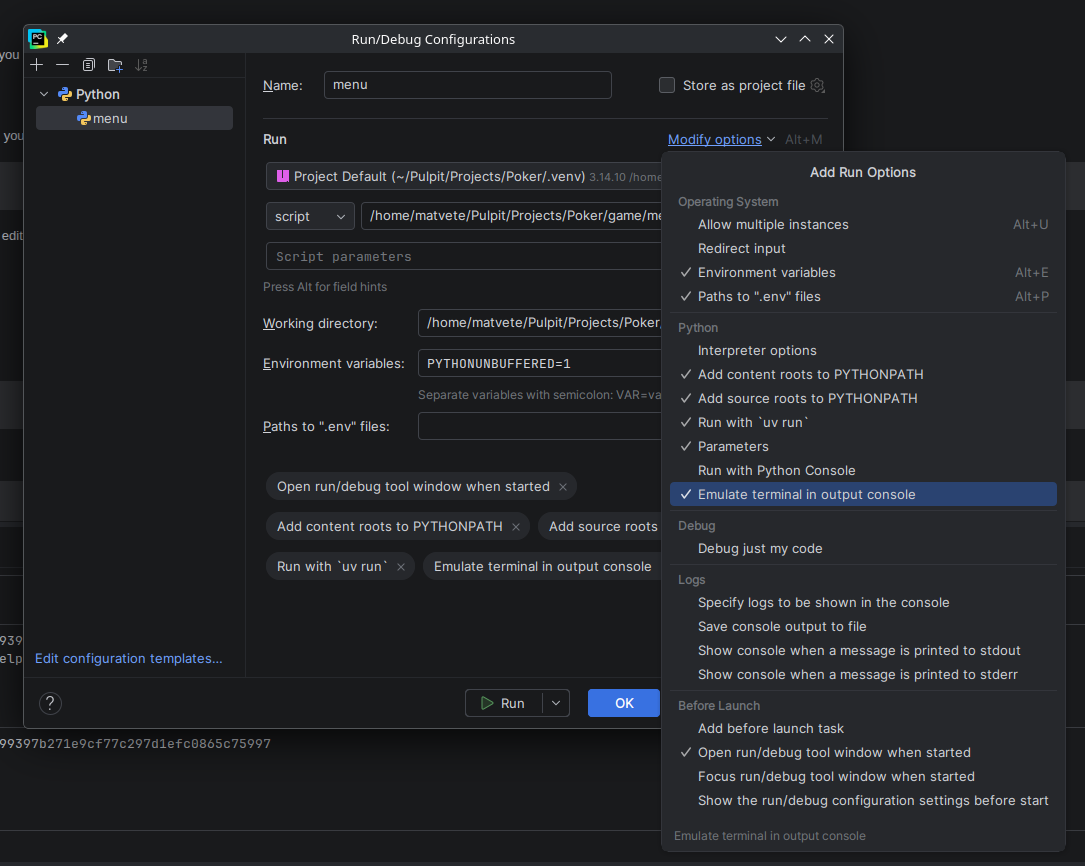 Run/Debug Configurations
you
Python
menu
Name:
menu
Store as project file
you
Run
Modify options
Alt+M
Project Default (~/Pulpit/Projects/Poker/.venv) 3.14.10 /home
script
/home/matvete/Pulpit/Projects/Poker/game/me
edit
Script parameters
Press Alt for field hints
Working directory:
/home/matvete/Pulpit/Projects/Poker
Environment variables:
PYTHONUNBUFFERED=1
Separate variables with semicolon: VAR=va
Paths to ".env" files:
Open run/debug tool window when started
Add content roots to PYTHONPATH
Add source roots
Run with `uv run`
Emulate terminal in output console
9399
elp
Edit configuration templates...
?
Run
OK
99397b271e9cf77c297d1efc0865c75997
Add Run Options
Operating System
Allow multiple instances Alt+U
Redirect input
Environment variables Alt+E
Paths to ".env" files Alt+P
Python
Interpreter options
Add content roots to PYTHONPATH
Add source roots to PYTHONPATH
Run with `uv run`
Parameters
Run with Python Console
Emulate terminal in output console
Debug
Debug just my code
Logs
Specify logs to be shown in the console
Save console output to file
Show console when a message is printed to stdout
Show console when a message is printed to stderr
Before Launch
Add before launch task
Open run/debug tool window when started
Focus run/debug tool window when started
Show the run/debug configuration settings before start
Emulate terminal in output console